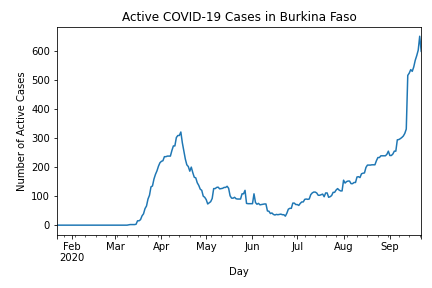 Active COVID-19 Cases in Burkina Faso
Number of Active Cases
600
500
400
300
200
100
0
Feb Mar Apr May Jun Jul Aug Sep
2020
Day